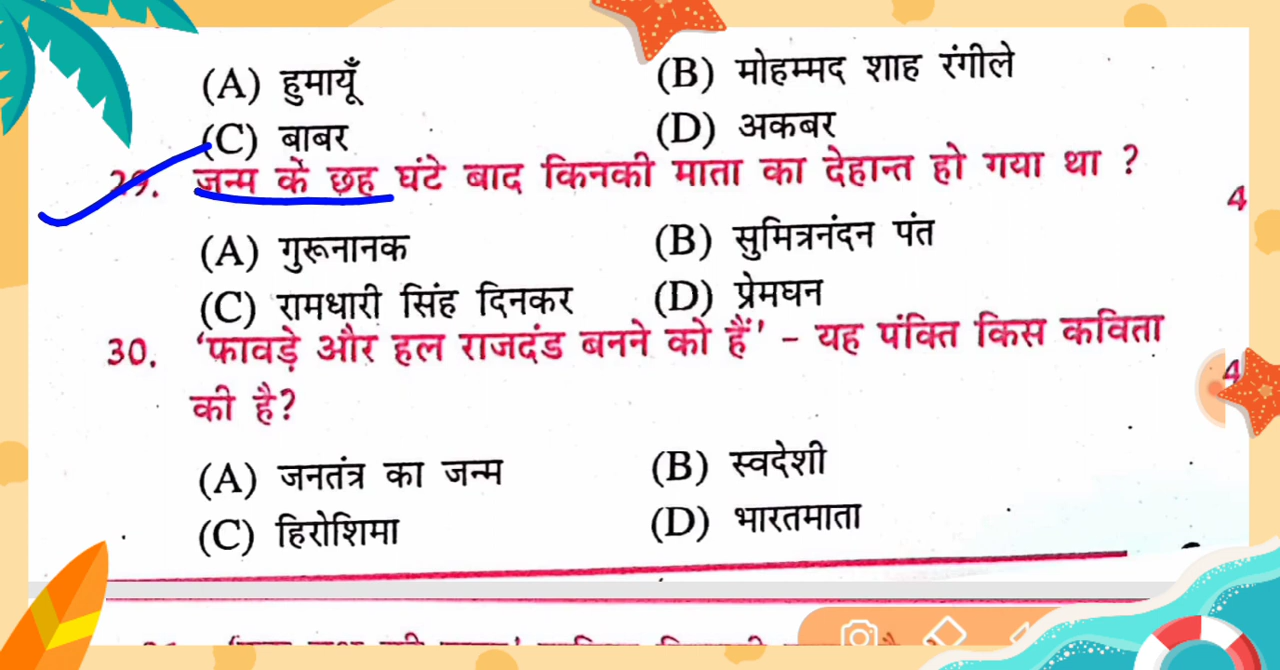 (A) हुमायूँ (B) मोहम्मद शाह रंगीले
(C) बाबर (D) अकबर
29. जन्म के छह घंटे बाद किनकी माता का देहान्त हो गया था ?
4
(A) गुरूनानक (B) सुमित्रनंदन पंत
(C) रामधारी सिंह दिनकर (D) प्रेमघन
30. 'फावड़े और हल राजदंड बनने को हैं' - यह पंक्ति किस कविता
4
की है?
(A) जनतंत्र का जन्म (B) स्वदेशी
(C) हिरोशिमा (D) भारतमाता